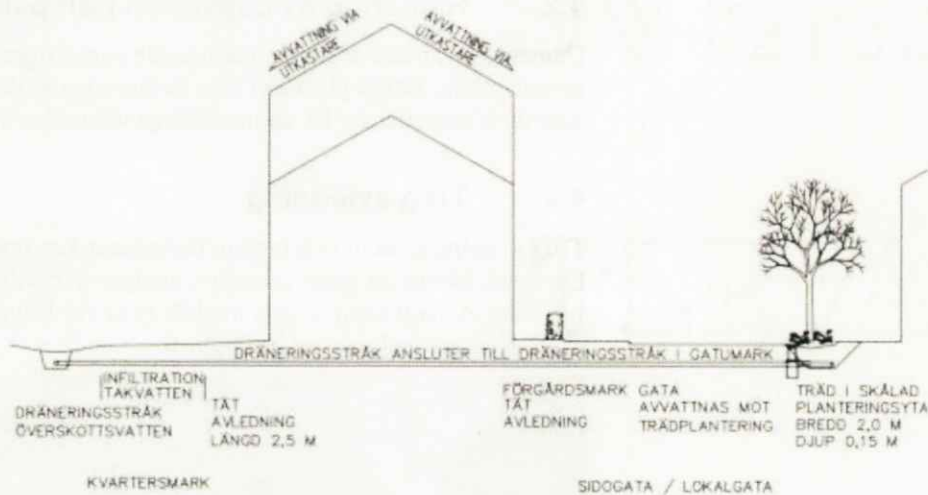 AVVATTNING VIA
UTKASTARE
AVVATTNING VIA
UTKASTARE
DRÄNERINGSSTRÅK ANSLUTER TILL DRÄNERINGSSTRÅK I GATUMARK
INFILTRATION
TAKVATTEN
DRÄNERINGSSTRÅK
ÖVERSKOTTSVATTEN
TÄT
AVLEDNING
LÄNGD 2,5 M
FÖRGÅRDSMARK
TÄT
AVLEDNING
GATA
AVVATTNAS MOT
TRÄDPLANTERING
TRÄD I SKÅLAD
PLANTERINGSYTA
BREDD 2,0 M
DJUP 0,15 M
KVARTERSMARK
SIDOGATA / LOKALGATA